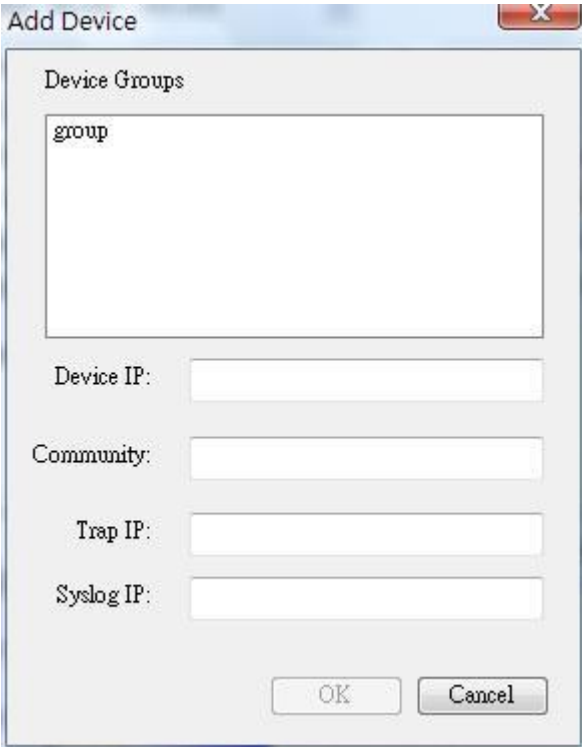 Add Device
Device Groups
group
Device IP:
Community:
Trap IP:
Syslog IP:
OK Cancel